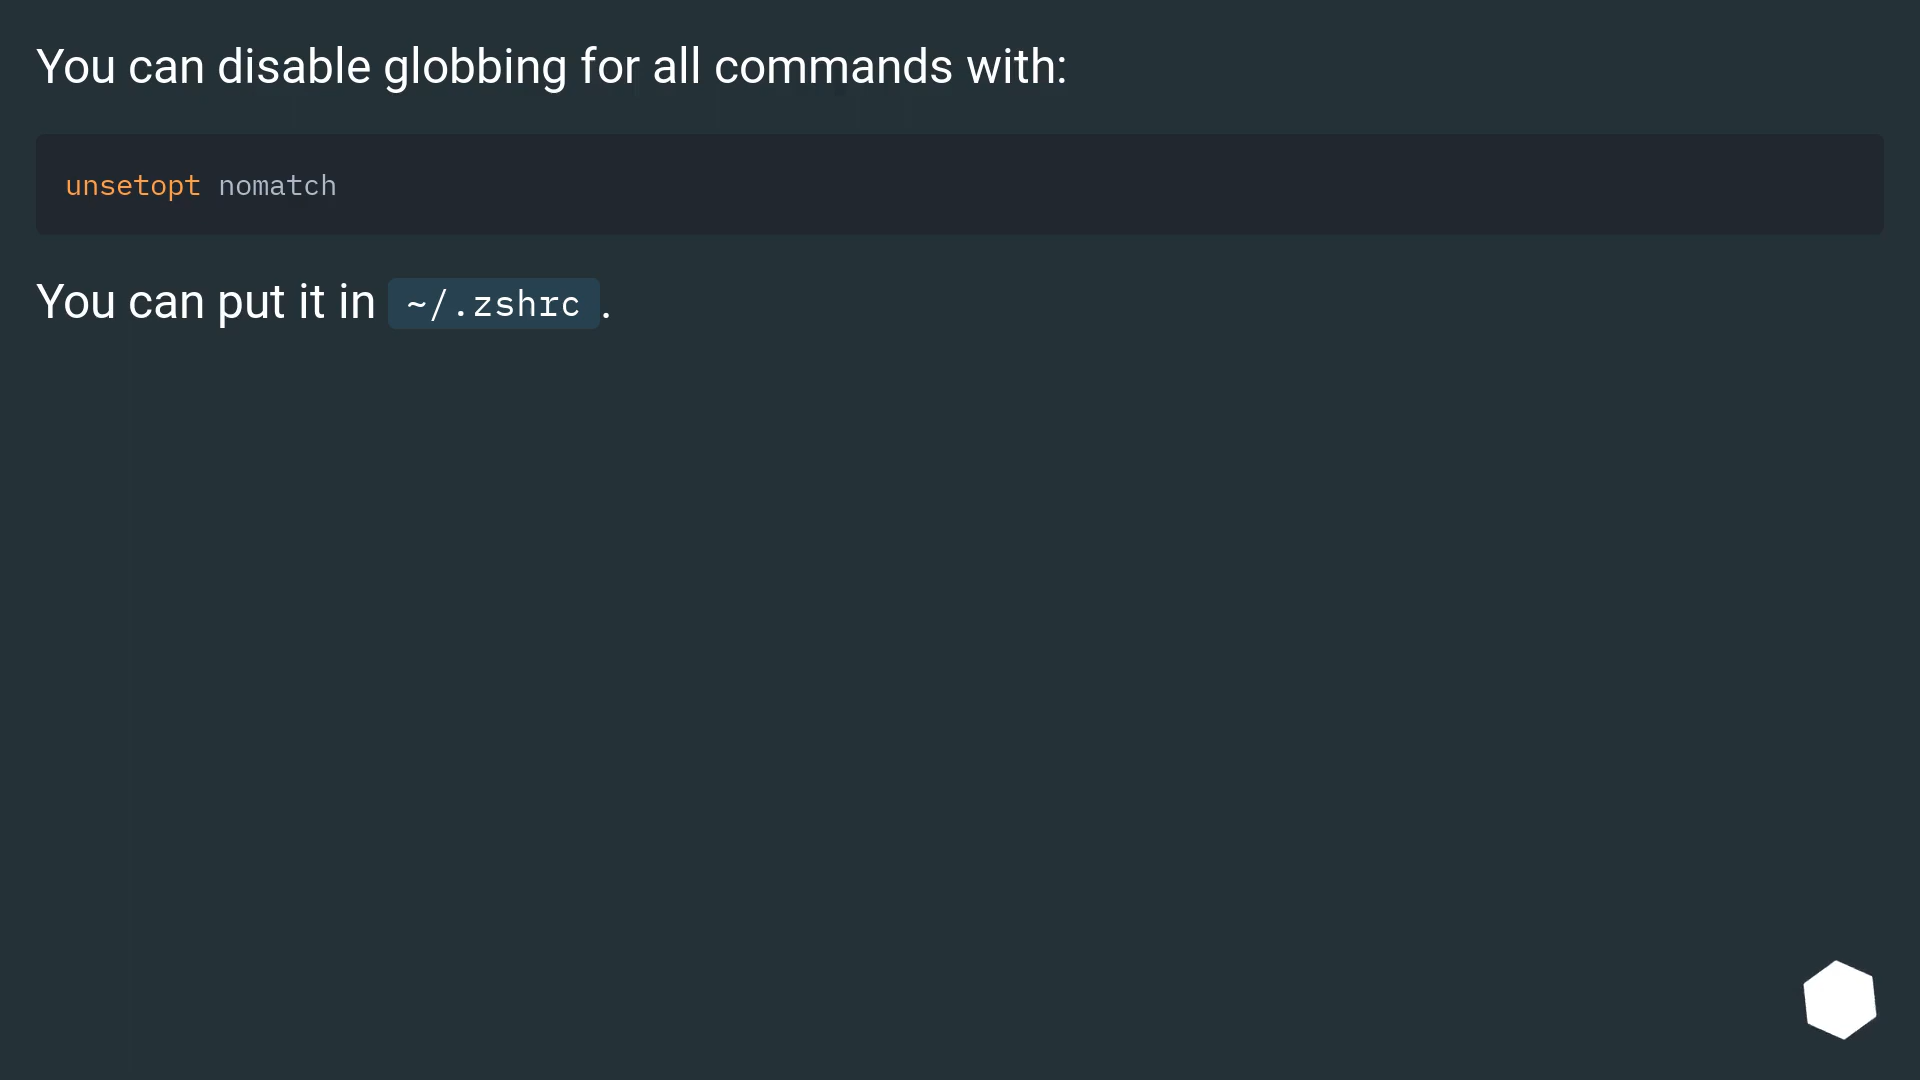 You can disable globbing for all commands with:
unsetopt nomatch
You can put it in ~/.zshrc.